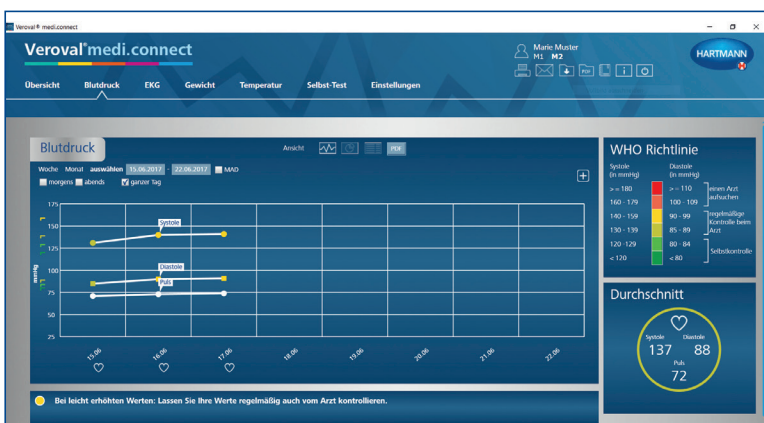 Veroval® medi.connect
Veroval®medi.connect
Marie Muster
M1 M2
HARTMANN
PDF
Übersicht Blutdruck EKG Gewicht Temperatur Selbst-Test Einstellungen
Blutdruck
Ansicht
PDF
Woche Monat auswählen 15.06.2017 - 22.06.2017 MAD
morgens abends ganzer Tag
175
150
125
100
75
50
25
mmHg
Systole
Diastole
Puls
15.06 16.06 17.06 18.06 19.06 20.06 21.06 22.06
Bei leicht erhöhten Werten: Lassen Sie Ihre Werte regelmäßig auch vom Arzt kontrollieren.
WHO Richtlinie
Systole Diastole
(in mmHg) (in mmHg)
>= 180 >= 110 einen Arzt
160 - 179 100 - 109 aufsuchen
140 - 159 90 - 99 regelmäßige
130 - 139 85 - 89 Kontrolle beim Arzt
120 -129 80 - 84
< 120 < 80 Selbstkontrolle
Durchschnitt
Systole Diastole
137 88
Puls
72